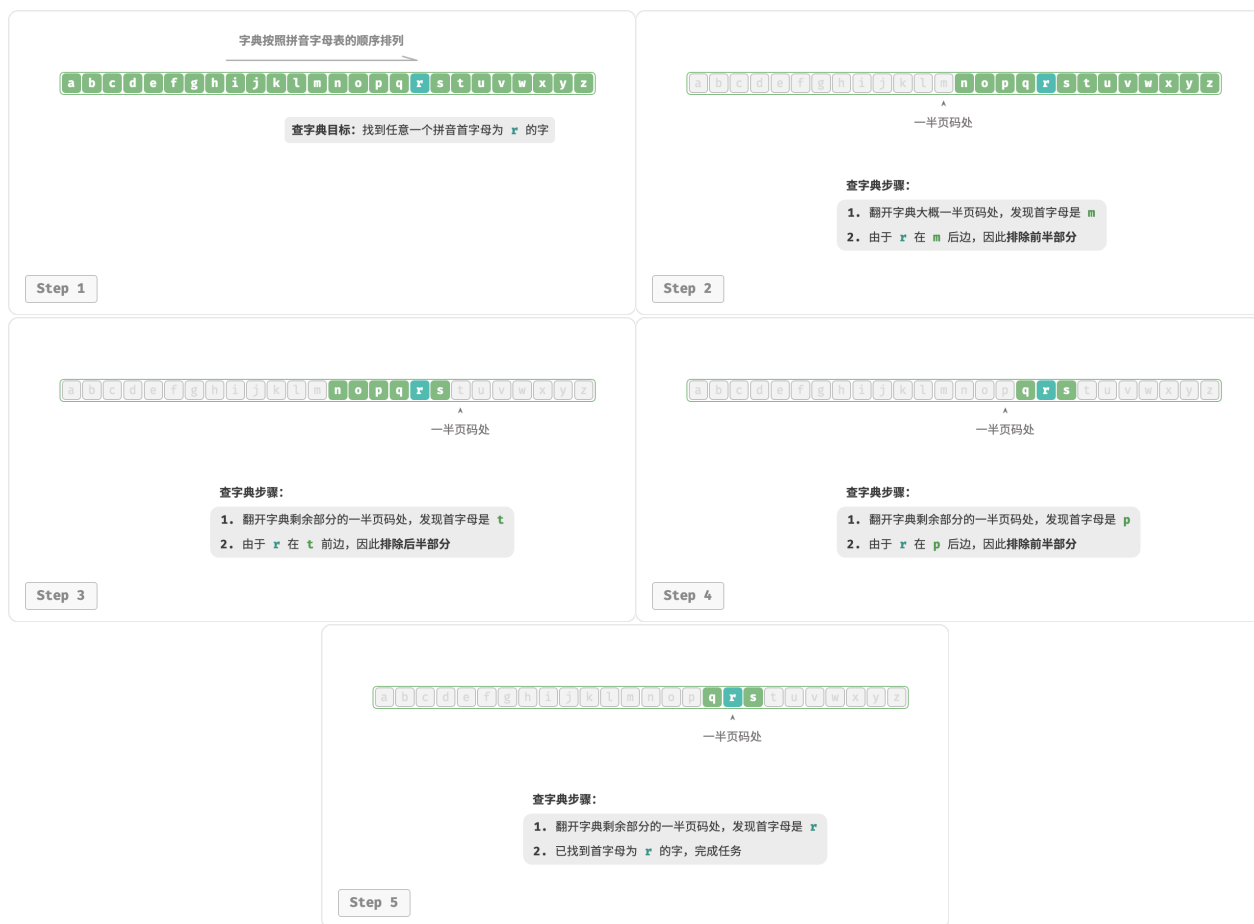 字典按照拼音字母表的顺序排列
a b c d e f g h i j k l m n o p q r s t u v w x y z
查字典目标：找到任意一个拼音首字母为 r 的字
Step 1
a b c d e f g h i j k l m n o p q r s t u v w x y z
一半页码处
查字典步骤：
1. 翻开字典大概一半页码处，发现首字母是 m
2. 由于 r 在 m 后边，因此排除前半部分
Step 2
a b c d e f g h i j k l m n o p q r s t u v w x y z
一半页码处
查字典步骤：
1. 翻开字典剩余部分的一半页码处，发现首字母是 t
2. 由于 r 在 t 前边，因此排除后半部分
Step 3
a b c d e f g h i j k l m n o p q r s t u v w x y z
一半页码处
查字典步骤：
1. 翻开字典剩余部分的一半页码处，发现首字母是 p
2. 由于 r 在 p 后边，因此排除前半部分
Step 4
a b c d e f g h i j k l m n o p q r s t u v w x y z
一半页码处
查字典步骤：
1. 翻开字典剩余部分的一半页码处，发现首字母是 r
2. 已找到首字母为 r 的字，完成任务
Step 5